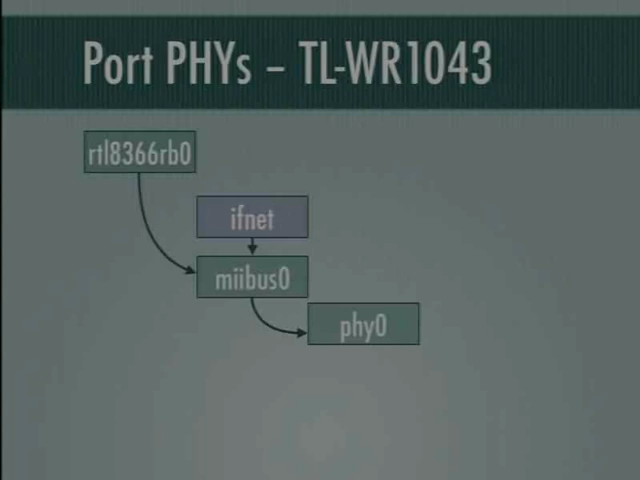 Port PHYs – TL-WR1043
rtl8366rb0
ifnet
miibus0
phy0